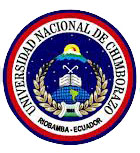 UNIVERSIDAD NACIONAL DE CHIMBORAZO
RIOBAMBA - ECUADOR